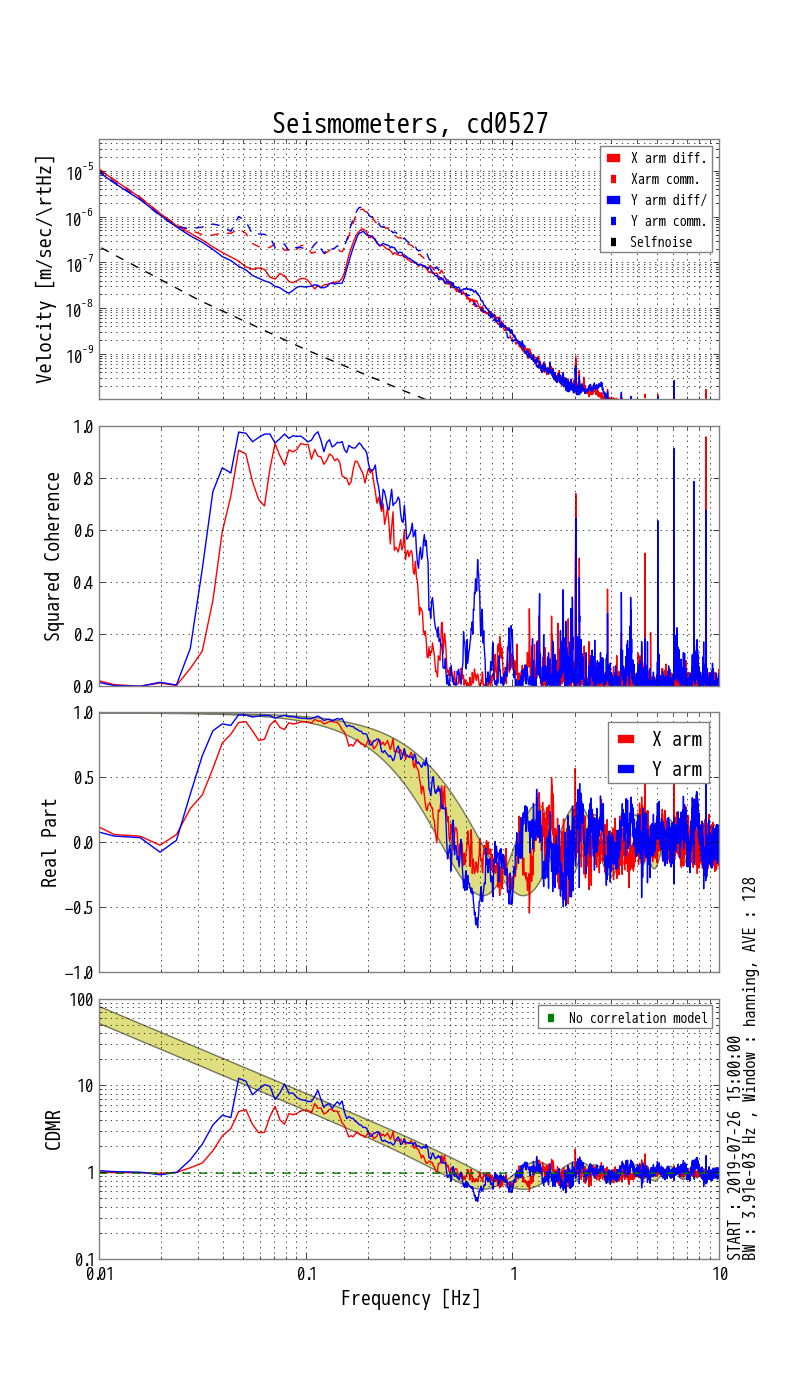 Seismometers, cd0527
Velocity [m/sec/\rtHz]
10^-5
10^-6
10^-7
10^-8
10^-9
X arm diff.
Xarm comm.
Y arm diff/
Y arm comm.
Selfnoise
Squared Coherence
1.0
0.8
0.6
0.4
0.2
0.0
Real Part
1.0
0.5
0.0
−0.5
−1.0
X arm
Y arm
CDMR
100
10
1
0.1
No correlation model
0.01
0.1
1
10
Frequency [Hz]
START : 2019-07-26 15:00:00
BW : 3.91e-03 Hz , Window : hanning, AVE : 128